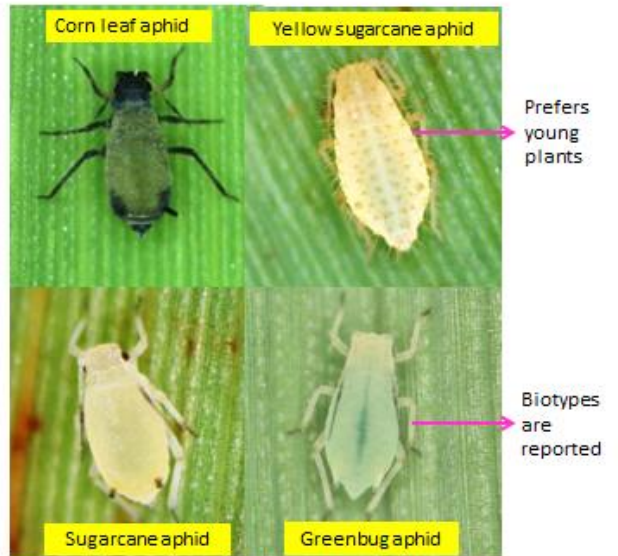 Corn leaf aphid
Yellow sugarcane aphid
Prefers
young
plants
Biotypes
are
reported
Sugarcane aphid
Greenbug aphid